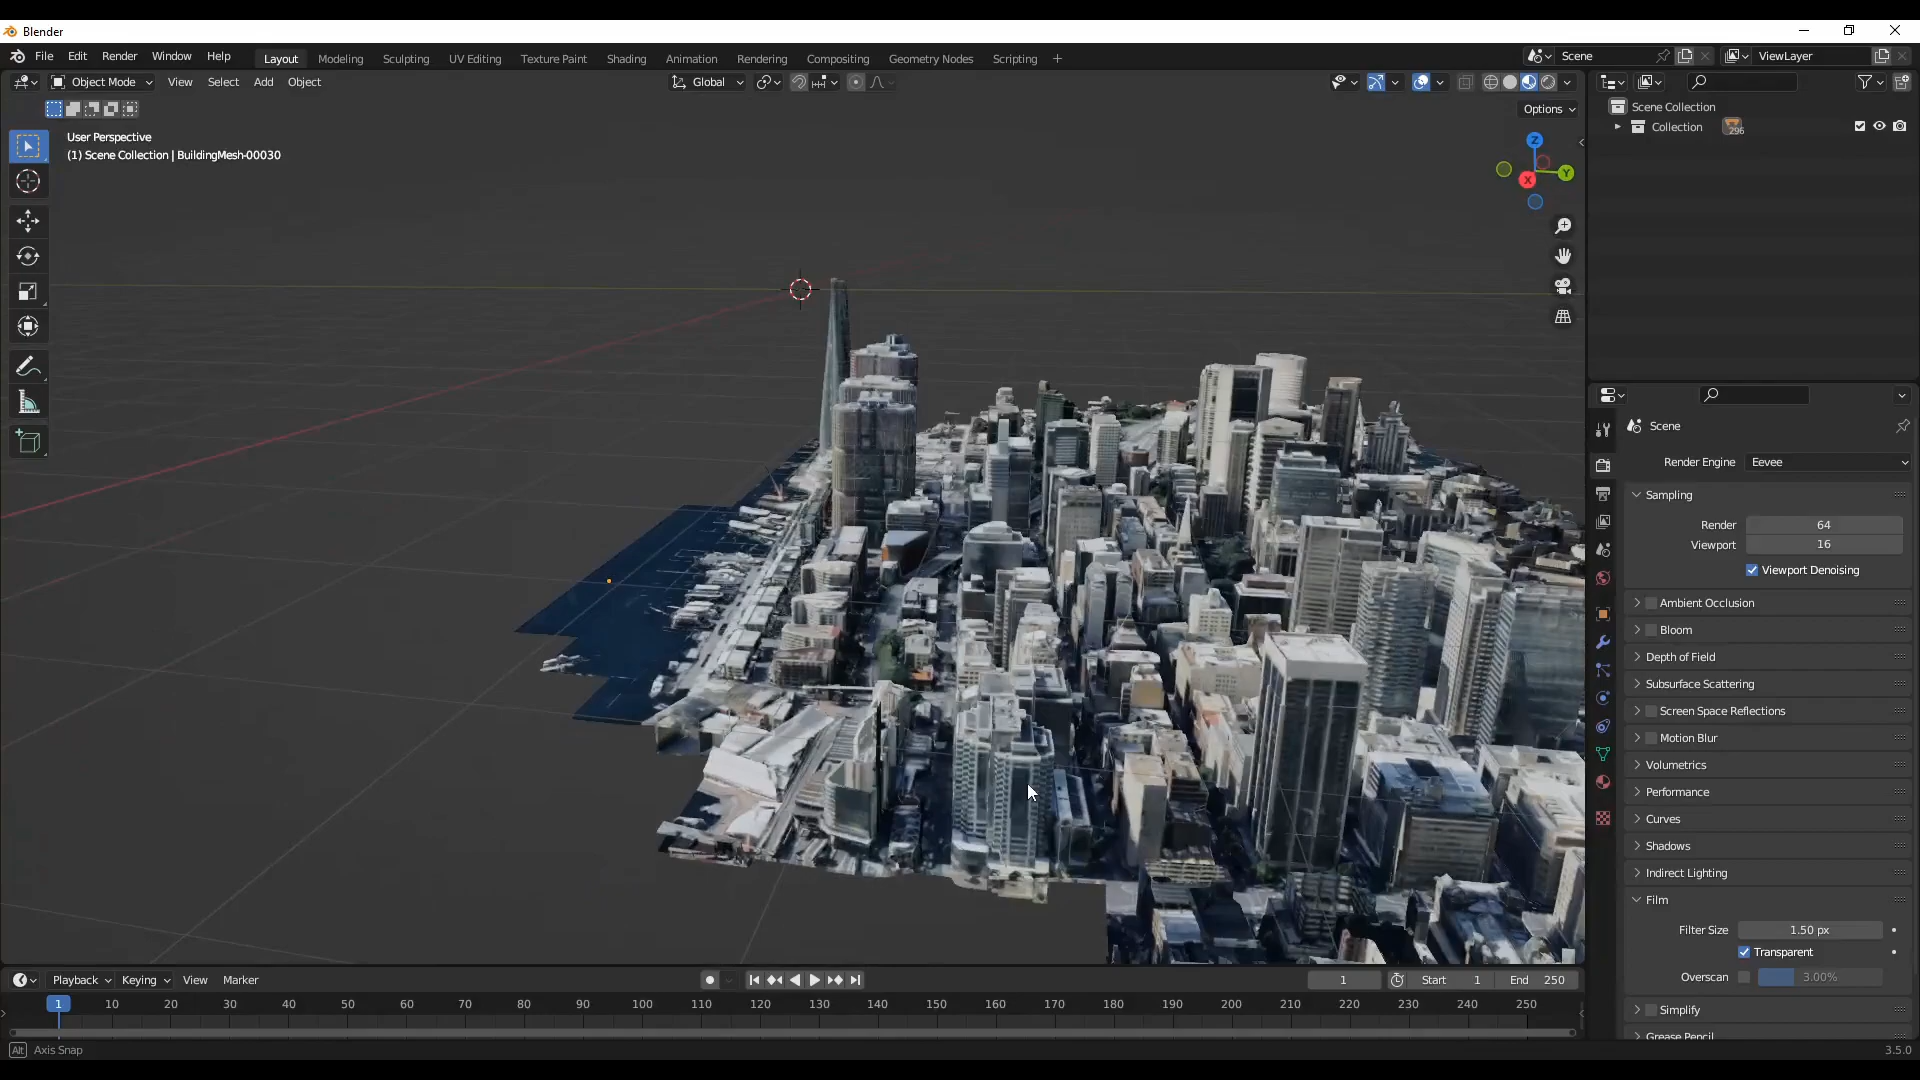 Blender
File Edit Render Window Help Layout Modeling Sculpting UV Editing Texture Paint Shading Animation Rendering Compositing Geometry Nodes Scripting + Scene ViewLayer
Object Mode View Select Add Object Global
Options
User Perspective
(1) Scene Collection | BuildingMesh-00030
Z
Y
X
Scene Collection
Collection 296
Scene
Render Engine Eevee
Sampling
Render 64
Viewport 16
Viewport Denoising
Ambient Occlusion
Bloom
Depth of Field
Subsurface Scattering
Screen Space Reflections
Motion Blur
Volumetrics
Performance
Curves
Shadows
Indirect Lighting
Film
Filter Size 1.50 px
Transparent
Overscan 3.00%
Simplify
Grease Pencil
Playback Keying View Marker 1 Start 1 End 250
1 10 20 30 40 50 60 70 80 90 100 110 120 130 140 150 160 170 180 190 200 210 220 230 240 250
Alt Axis Snap 3.5.0